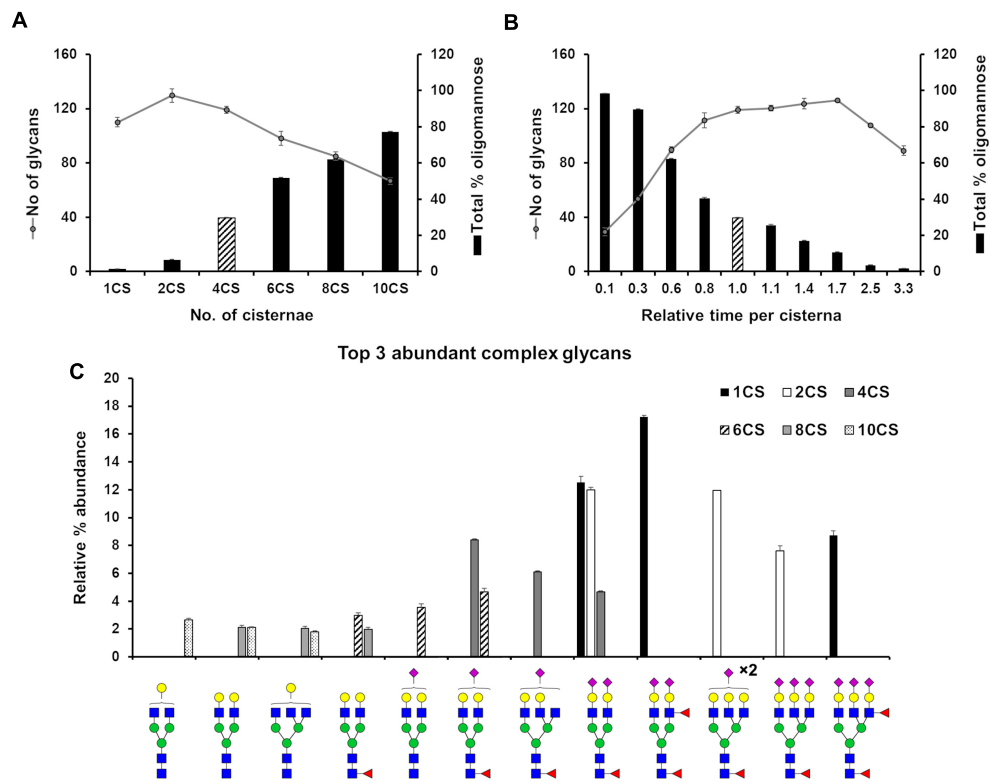 A
160
120
80
40
0
No of glycans
120
100
80
60
40
20
0
Total % oligomannose
1CS 2CS 4CS 6CS 8CS 10CS
No. of cisternae
B
160
120
80
40
0
No of glycans
120
100
80
60
40
20
0
Total % oligomannose
0.1 0.3 0.6 0.8 1.0 1.1 1.4 1.7 2.5 3.3
Relative time per cisterna
Top 3 abundant complex glycans
C
20
18
16
14
12
10
8
6
4
2
0
Relative % abundance
1CS 2CS 4CS
6CS 8CS 10CS
×2